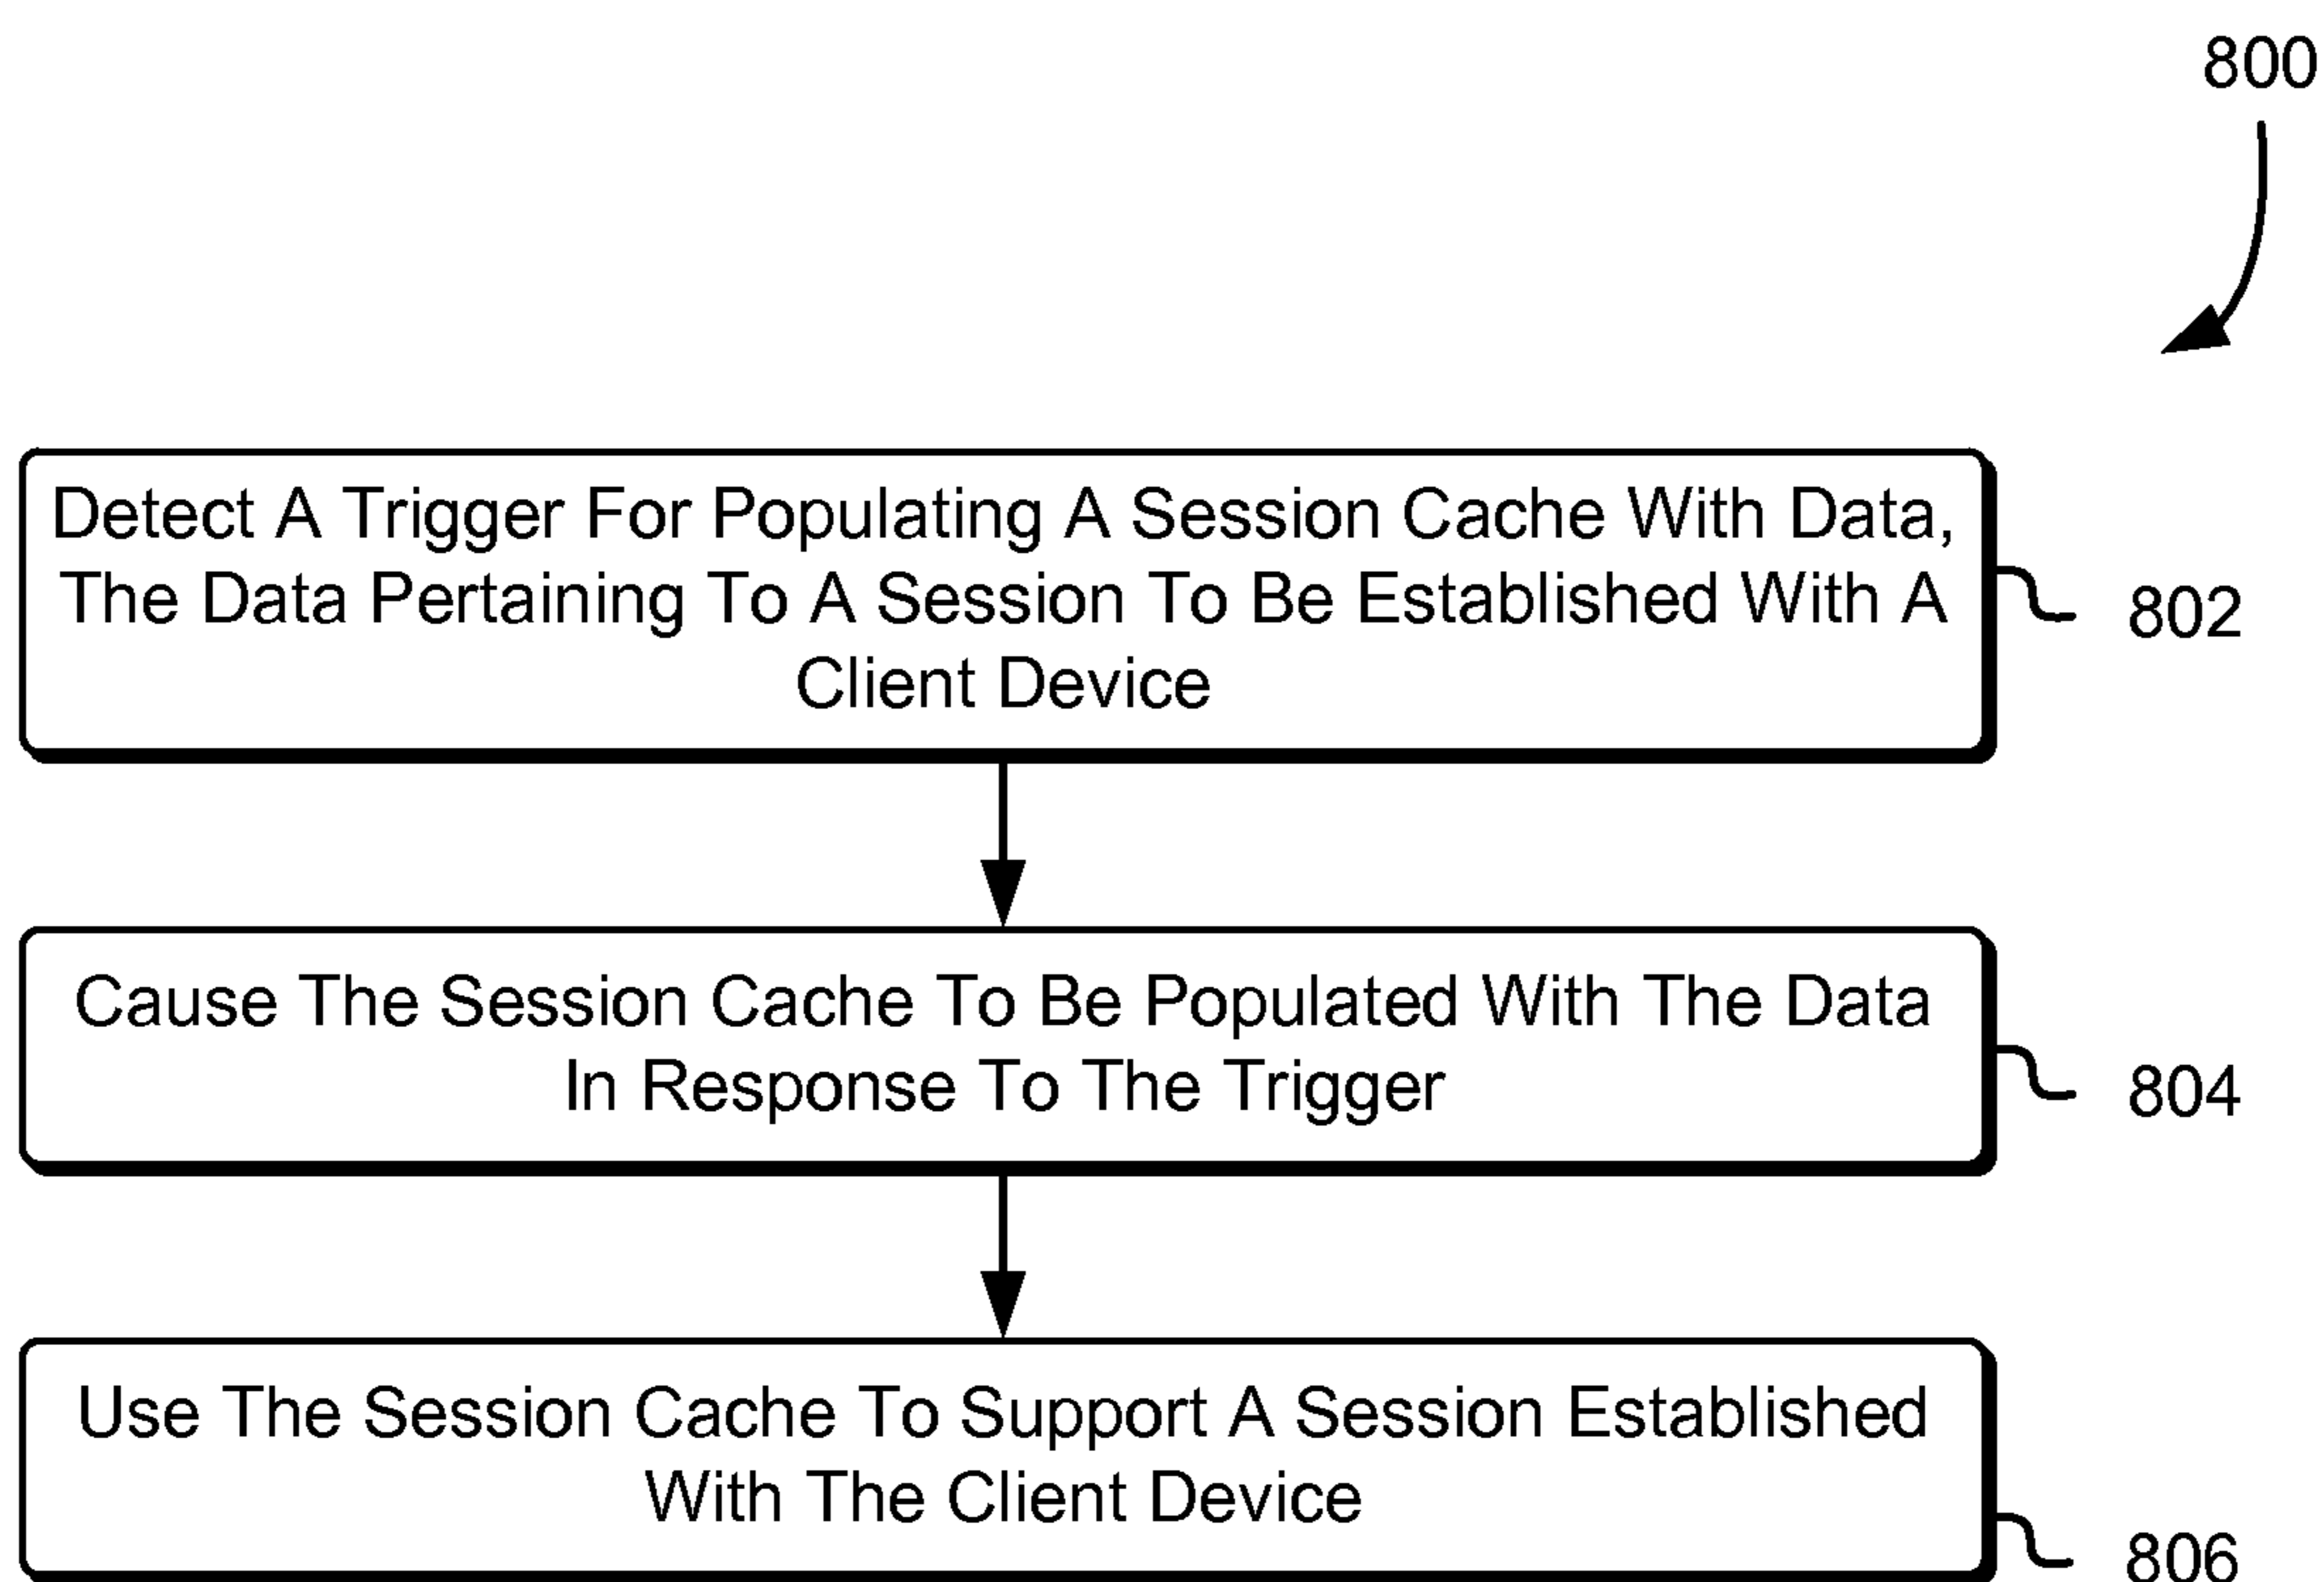 800
Detect A Trigger For Populating A Session Cache With Data,
The Data Pertaining To A Session To Be Established With A
Client Device
802
Cause The Session Cache To Be Populated With The Data
In Response To The Trigger
804
Use The Session Cache To Support A Session Established
With The Client Device
806